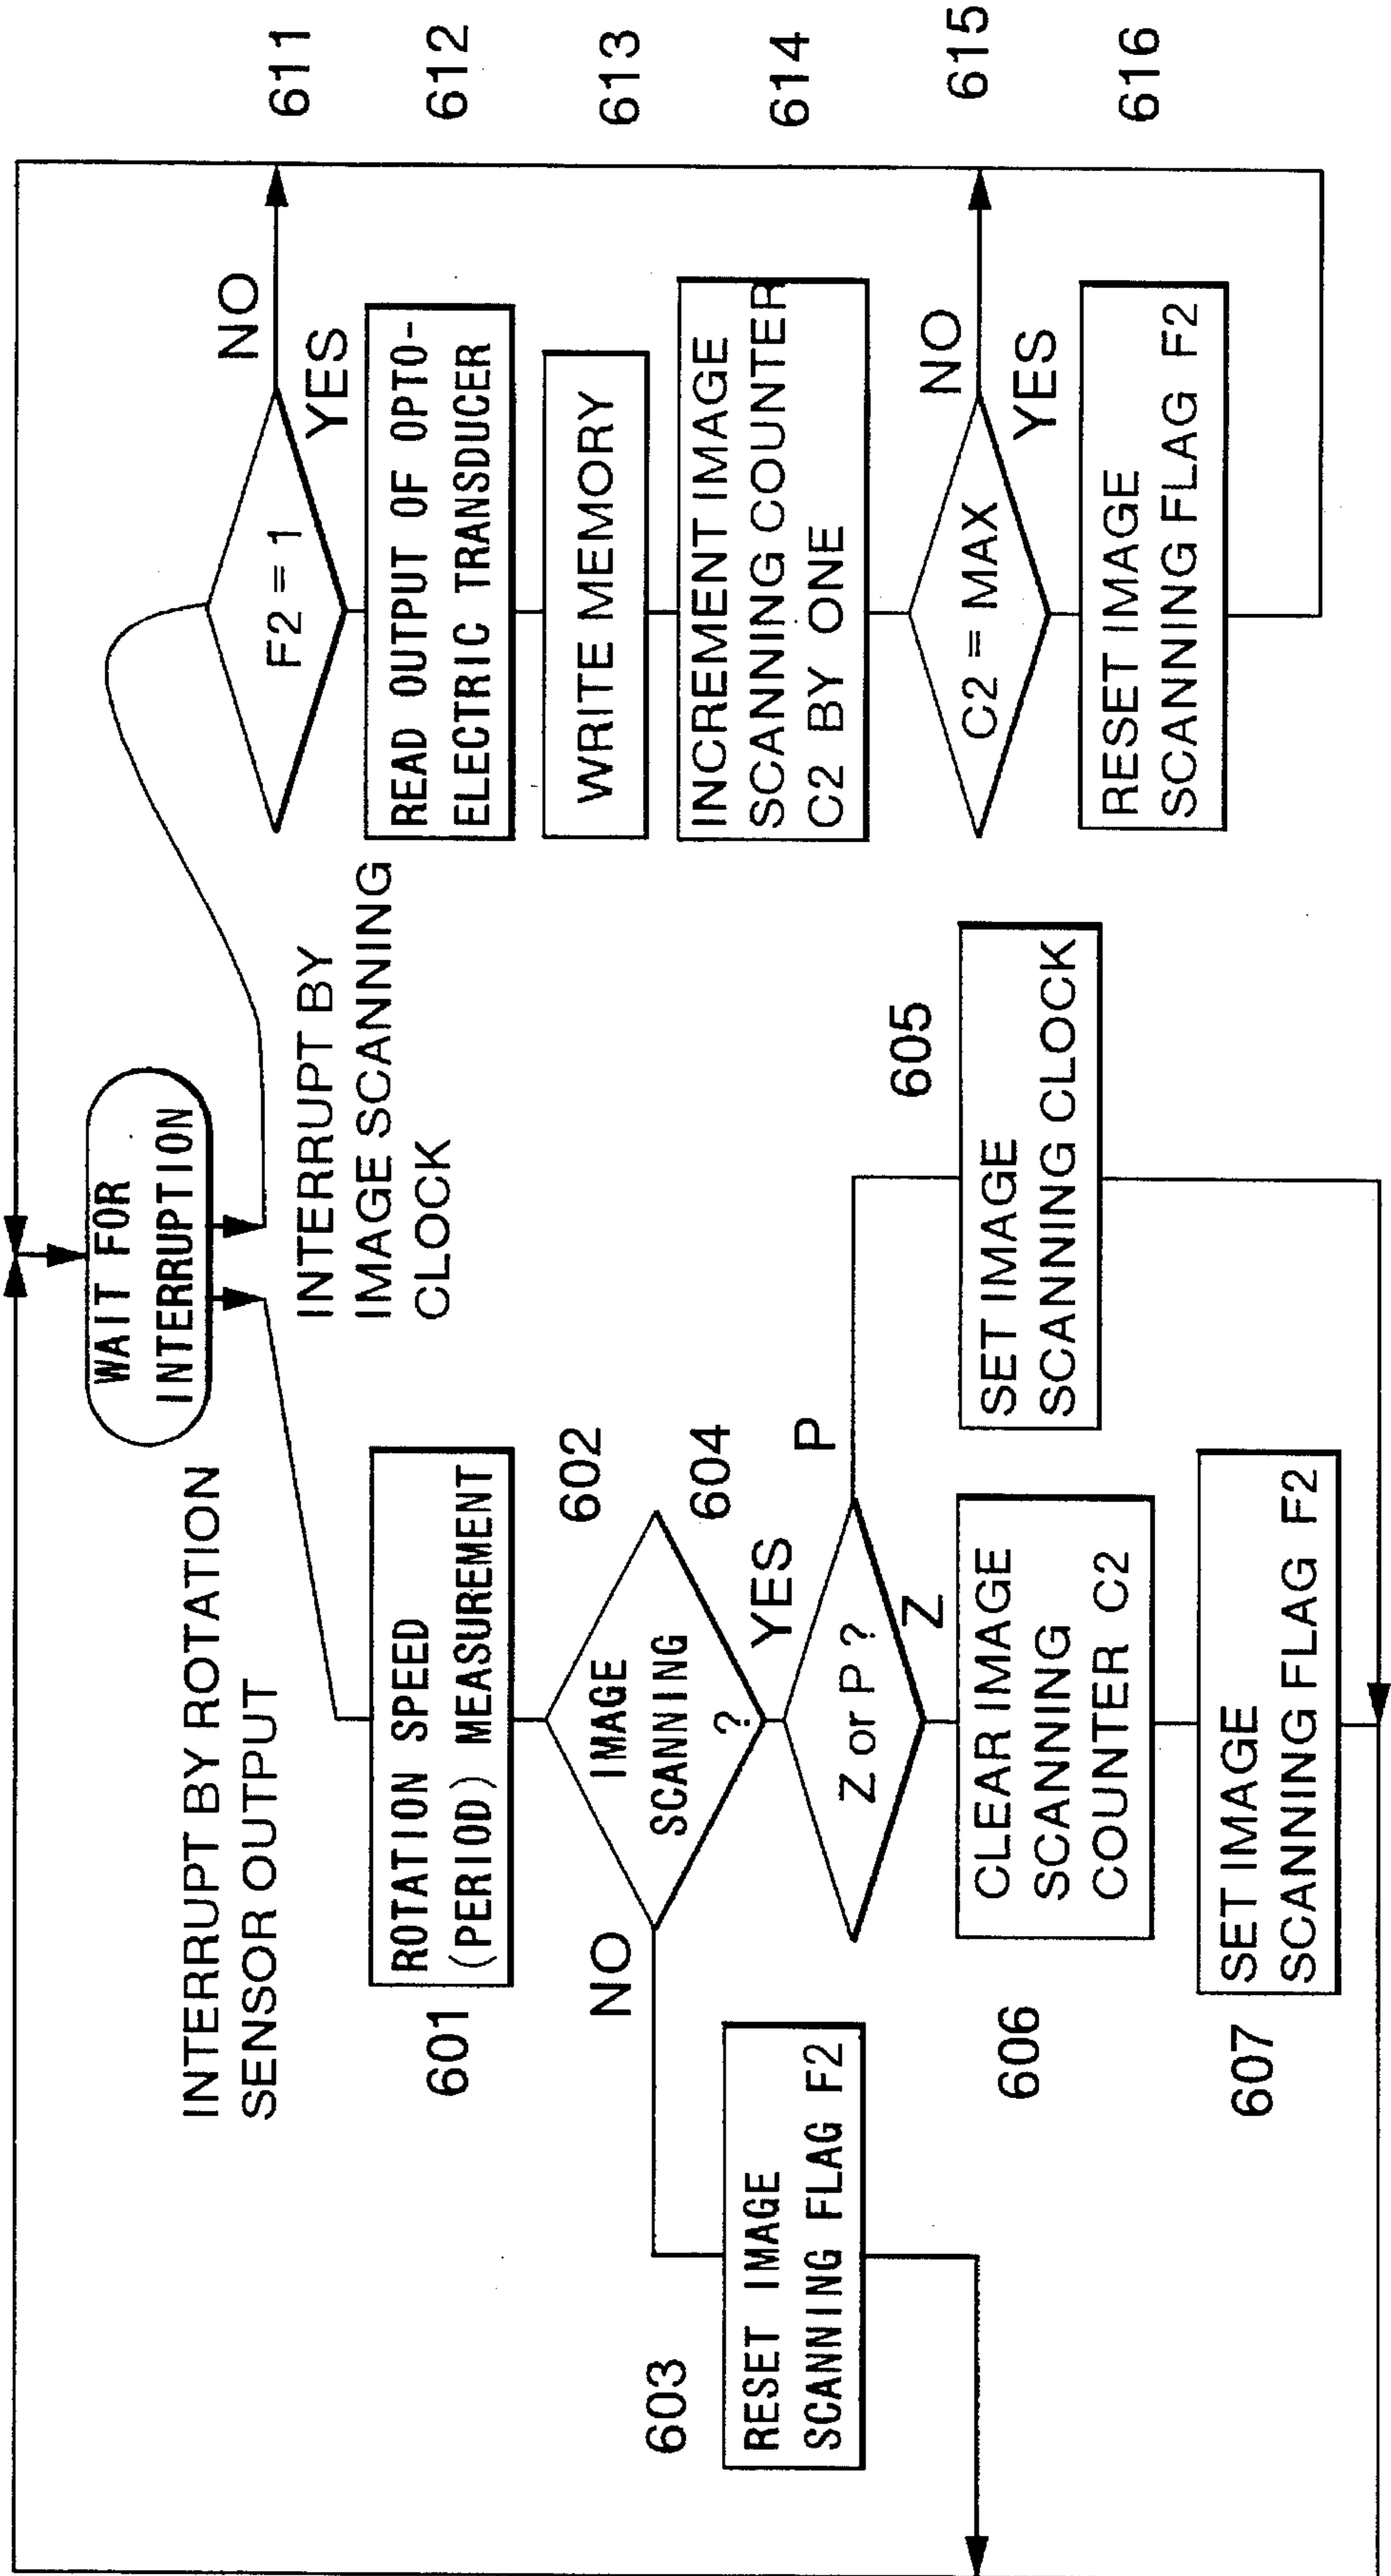 WAIT FOR
INTERRUPTION
INTERRUPT BY ROTATION
SENSOR OUTPUT
INTERRUPT BY
IMAGE SCANNING
CLOCK
601
ROTATION SPEED
(PERIOD) MEASUREMENT
602
IMAGE
SCANNING
?
NO
YES
603
RESET IMAGE
SCANNING FLAG F2
604
Z or P ?
P
Z
605
SET IMAGE
SCANNING CLOCK
606
CLEAR IMAGE
SCANNING
COUNTER C2
607
SET IMAGE
SCANNING FLAG F2
F2 = 1
NO
611
YES
READ OUTPUT OF OPTO-
ELECTRIC TRANSDUCER
612
WRITE MEMORY
613
INCREMENT IMAGE
SCANNING COUNTER
C2 BY ONE
614
C2 = MAX
NO
615
YES
RESET IMAGE
SCANNING FLAG F2
616